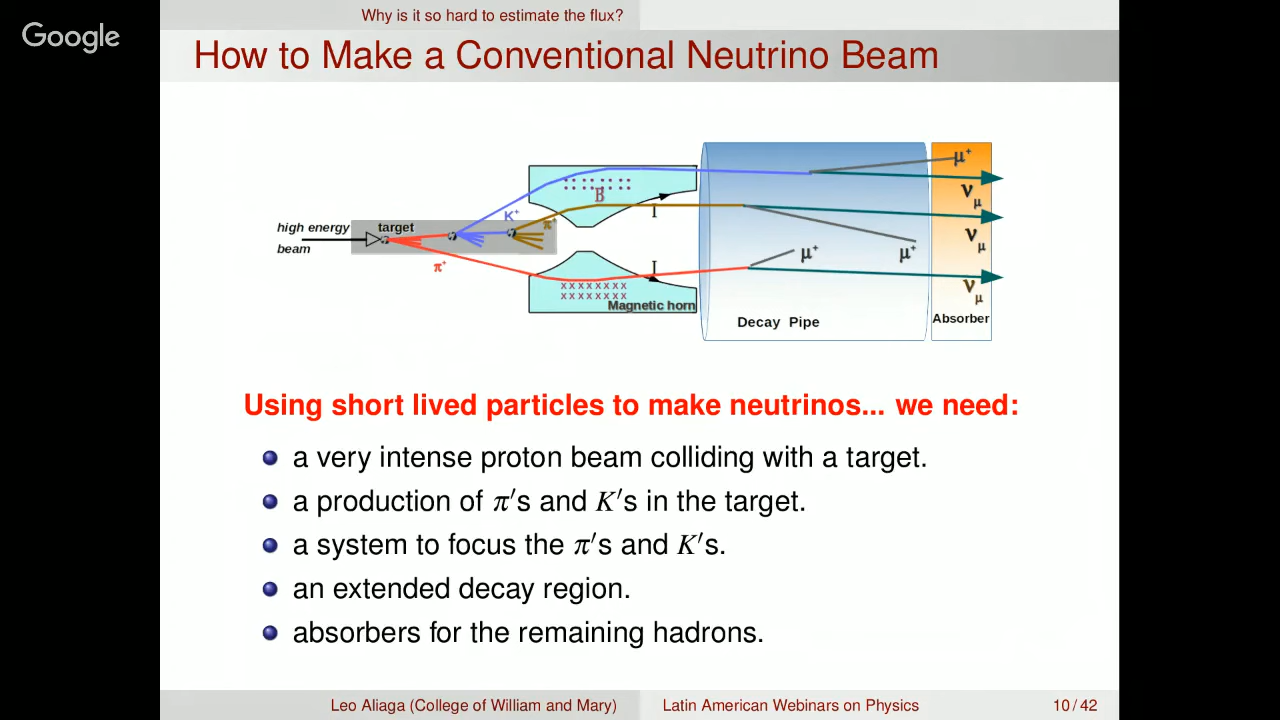 Google
Why is it so hard to estimate the flux?
How to Make a Conventional Neutrino Beam
high energy
beam
target
K⁺
π⁺
π⁺
B
I
I
x x x x x x x x
x x x x x x x x
Magnetic horn
μ⁺
νμ
νμ
μ⁺
μ⁺
νμ
Decay Pipe
Absorber
Using short lived particles to make neutrinos... we need:
a very intense proton beam colliding with a target.
a production of π′s and K′s in the target.
a system to focus the π′s and K′s.
an extended decay region.
absorbers for the remaining hadrons.
Leo Aliaga (College of William and Mary)
Latin American Webinars on Physics
10 / 42